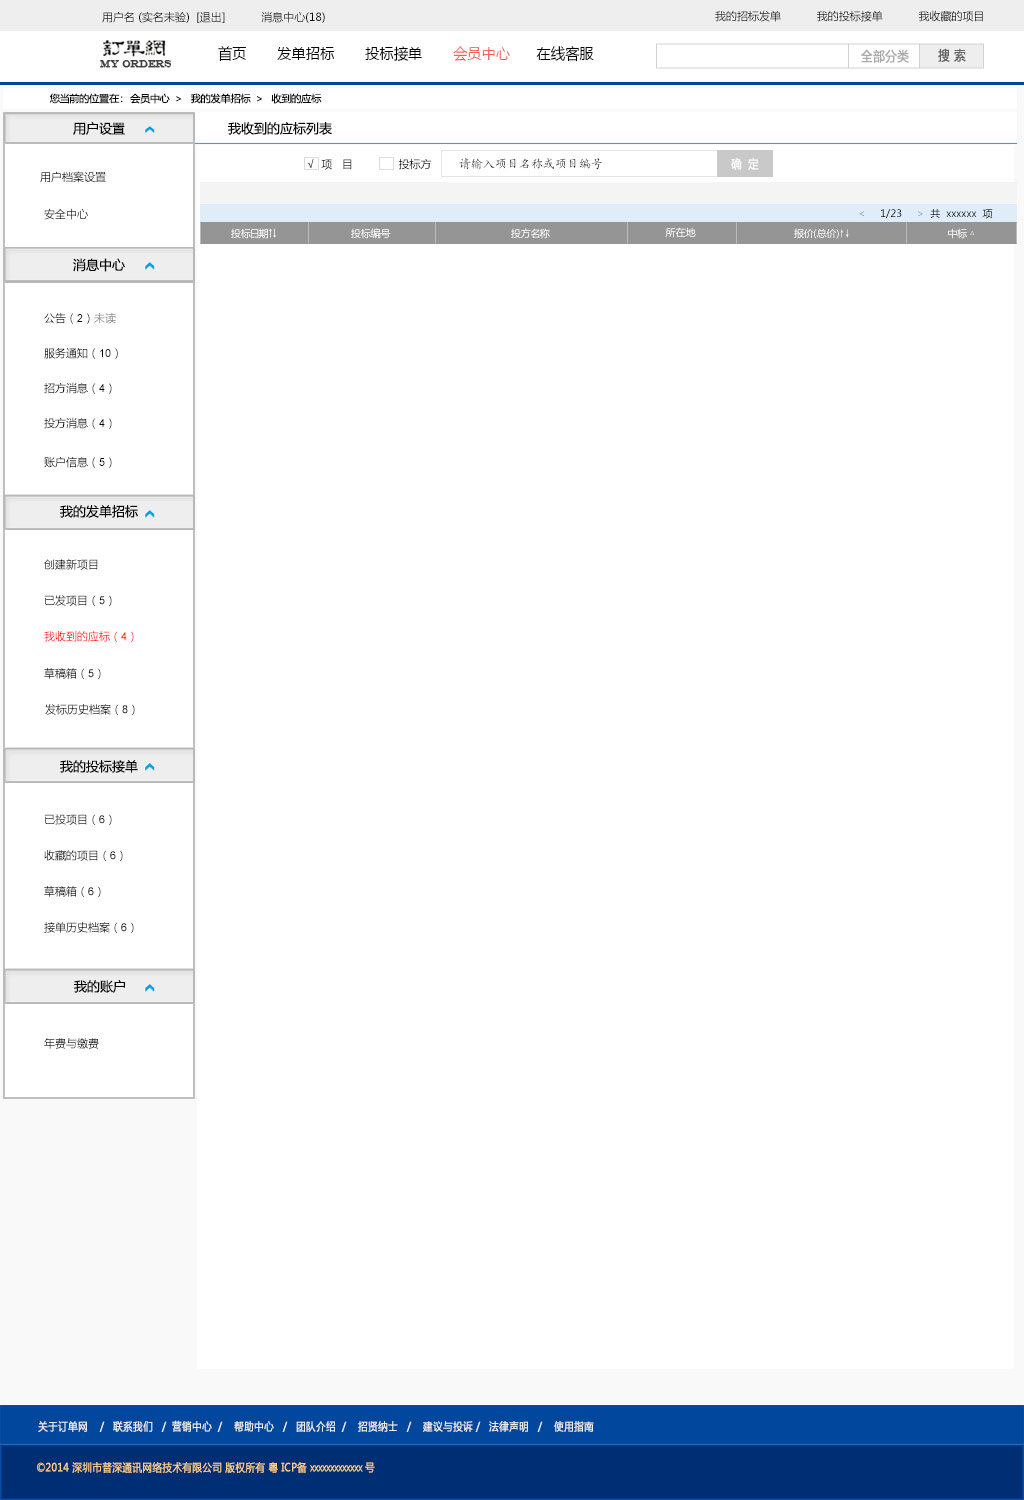 用户名 (实名未验) [退出] 消息中心(18) 我的招标发单 我的投标接单 我收藏的项目
訂單網
MY ORDERS
首页 发单招标 投标接单 会员中心 在线客服 全部分类 搜 索
您当前的位置在: 会员中心 > 我的发单招标 > 收到的应标
用户设置
用户档案设置
安全中心
消息中心
公告（2）未读
服务通知（10）
招方消息（4）
投方消息（4）
账户信息（5）
我的发单招标
创建新项目
已发项目（5）
我收到的应标（4）
草稿箱（5）
发标历史档案（8）
我的投标接单
已投项目（6）
收藏的项目（6）
草稿箱（6）
接单历史档案（6）
我的账户
年费与缴费
我收到的应标列表
√ 项 目 投标方 请输入项目名称或项目编号 确 定
< 1/23 > 共 xxxxxx 项
投标日期↑↓ 投标编号 投方名称 所在地 报价(总价)↑↓ 中标
关于订单网 / 联系我们 / 营销中心 / 帮助中心 / 团队介绍 / 招贤纳士 / 建议与投诉 / 法律声明 / 使用指南
©2014 深圳市普深通讯网络技术有限公司 版权所有 粤 ICP备 xxxxxxxxxxxx 号